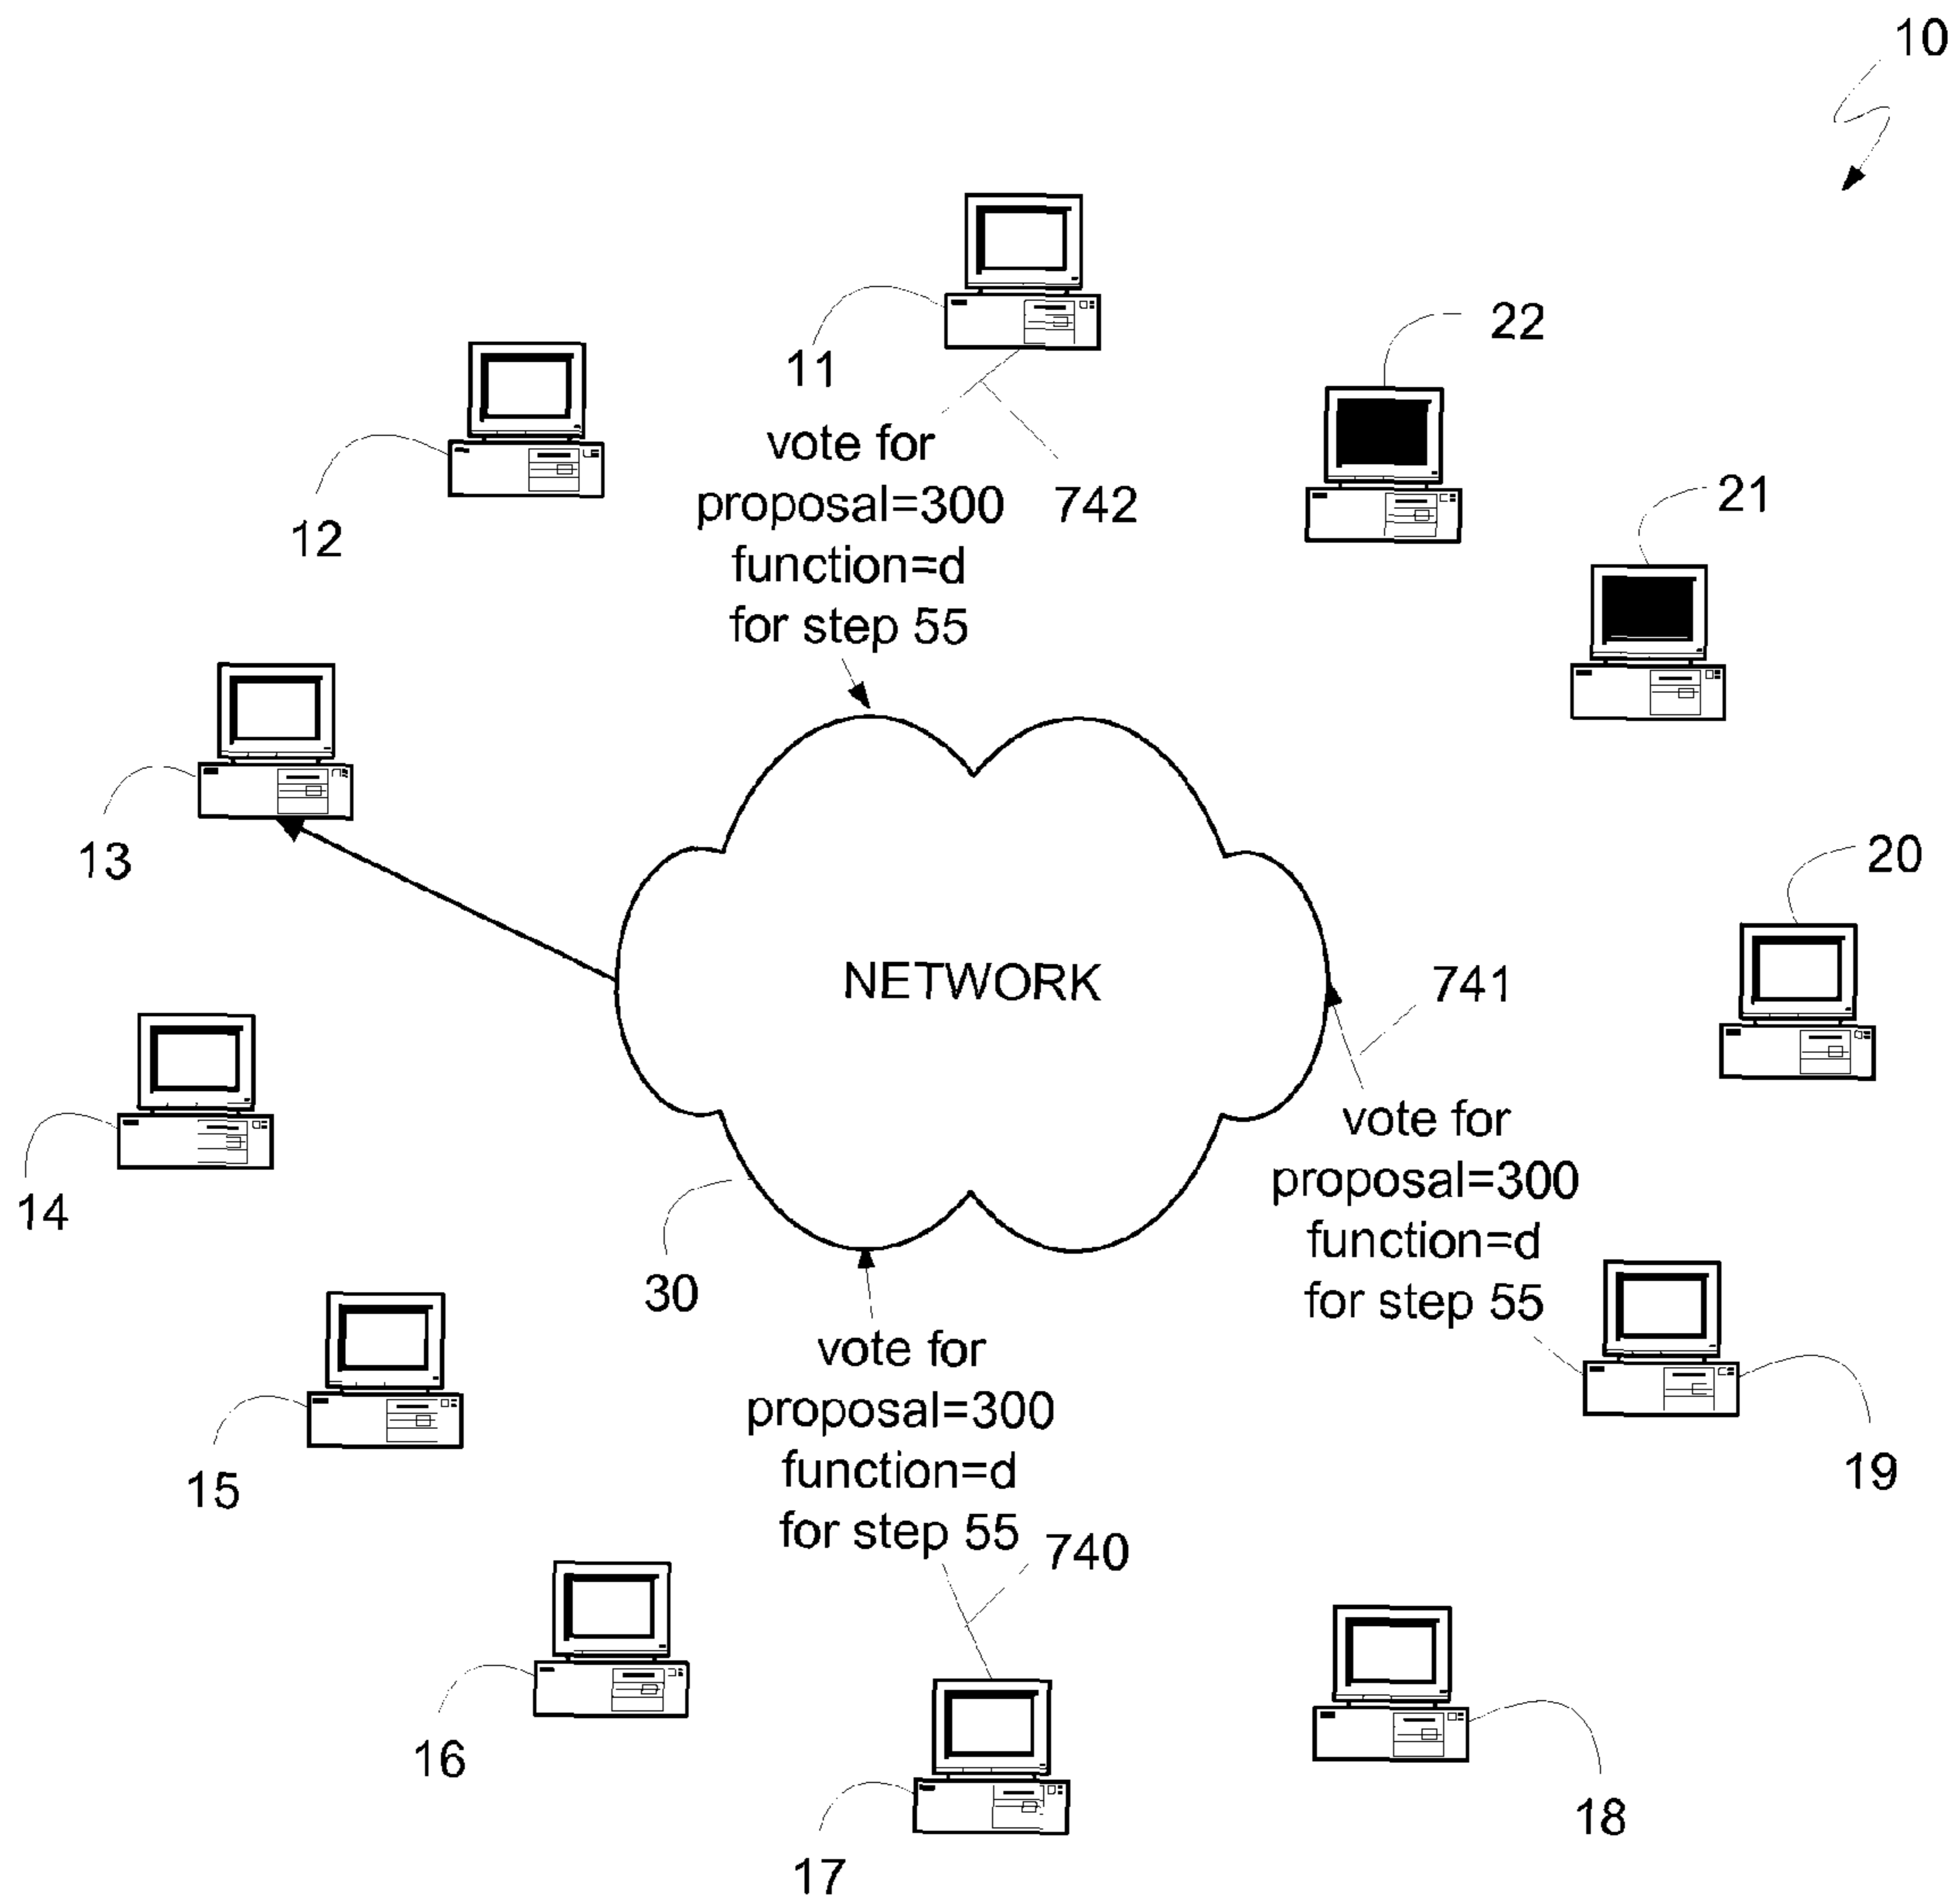 10
11
vote for
proposal=300
function=d
for step 55
742
22
12
21
13
20
NETWORK
741
14
vote for
proposal=300
function=d
for step 55
30
vote for
proposal=300
function=d
for step 55
740
15
19
16
18
17